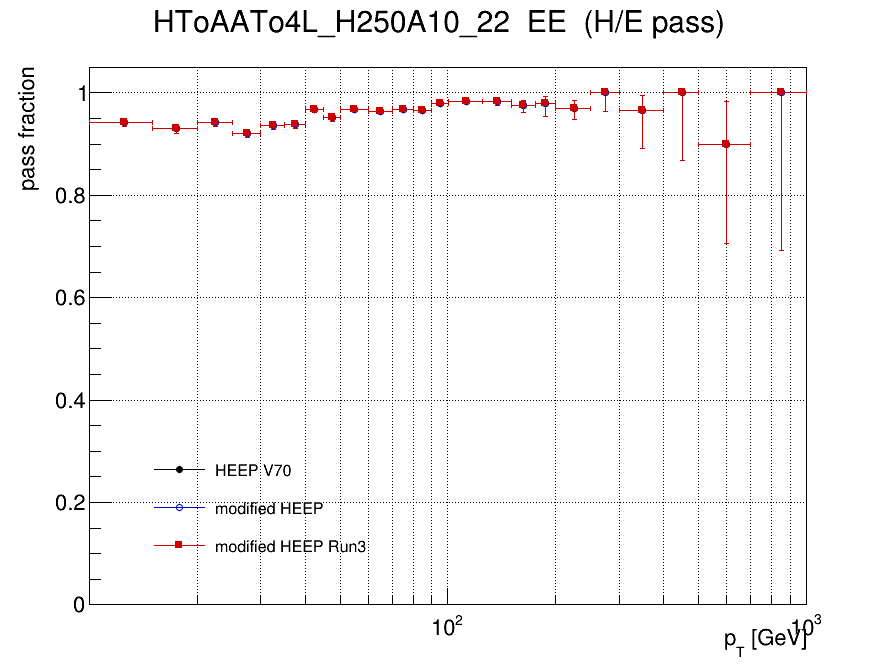 HToAATo4L_H250A10_22 EE (H/E pass)
pass fraction
1
0.8
0.6
0.4
0.2
0
HEEP V70
modified HEEP
modified HEEP Run3
10²
10³
p_T [GeV]